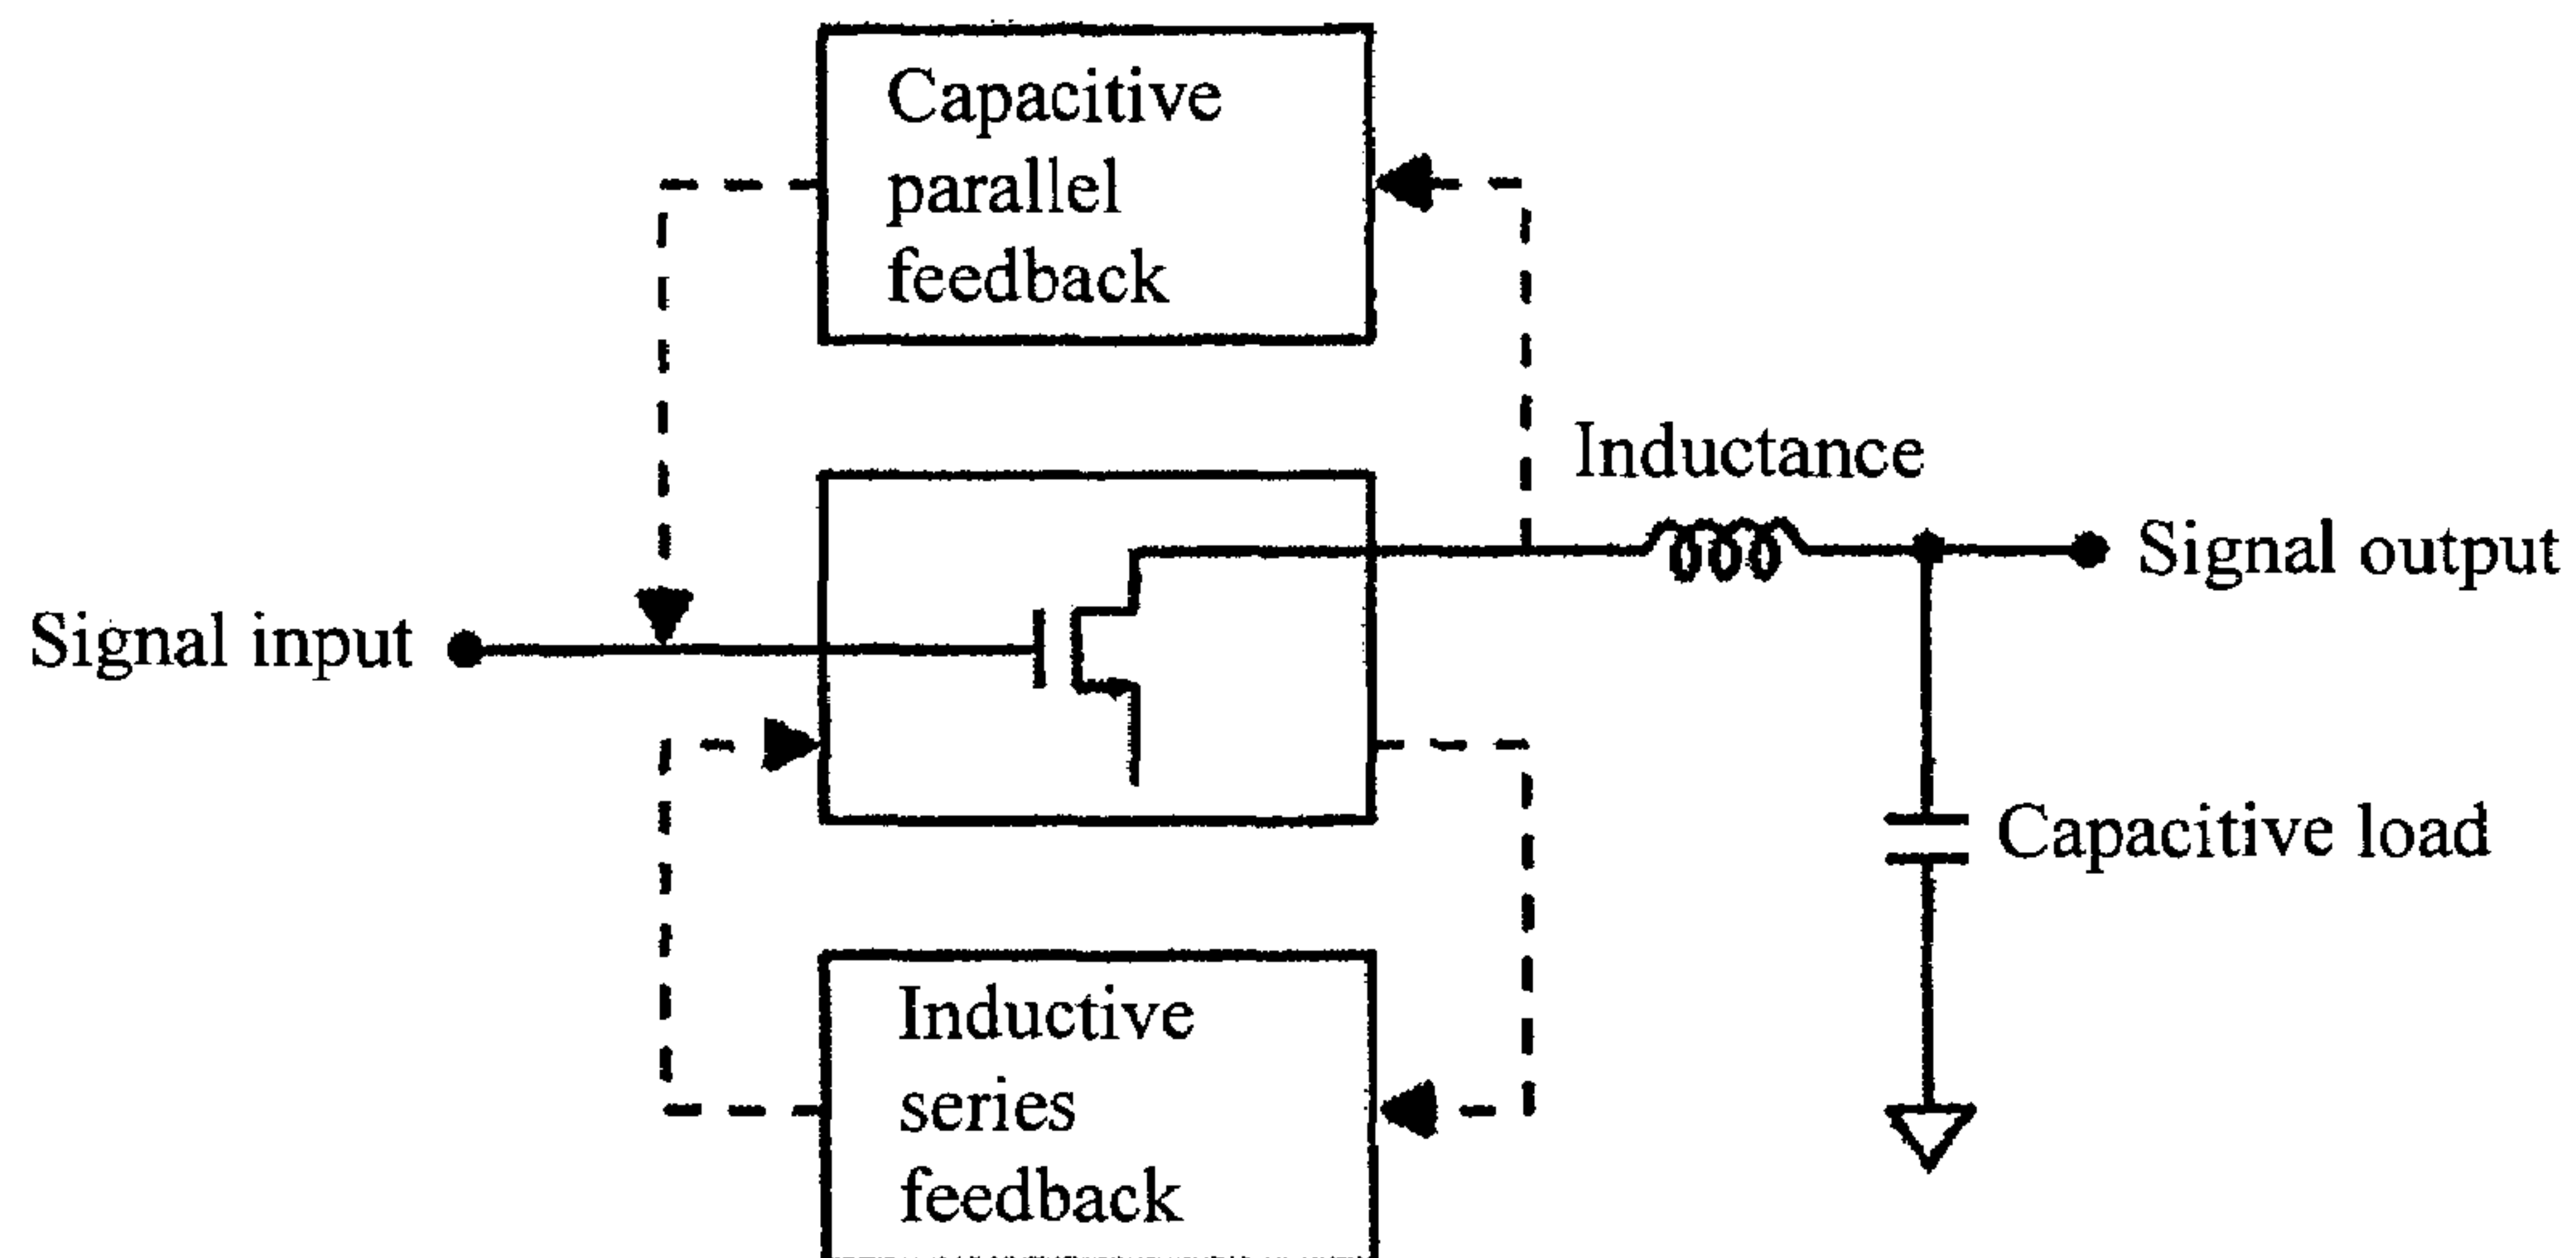 Capacitive
parallel
feedback
Inductance
Signal output
Signal input
Capacitive load
Inductive
series
feedback